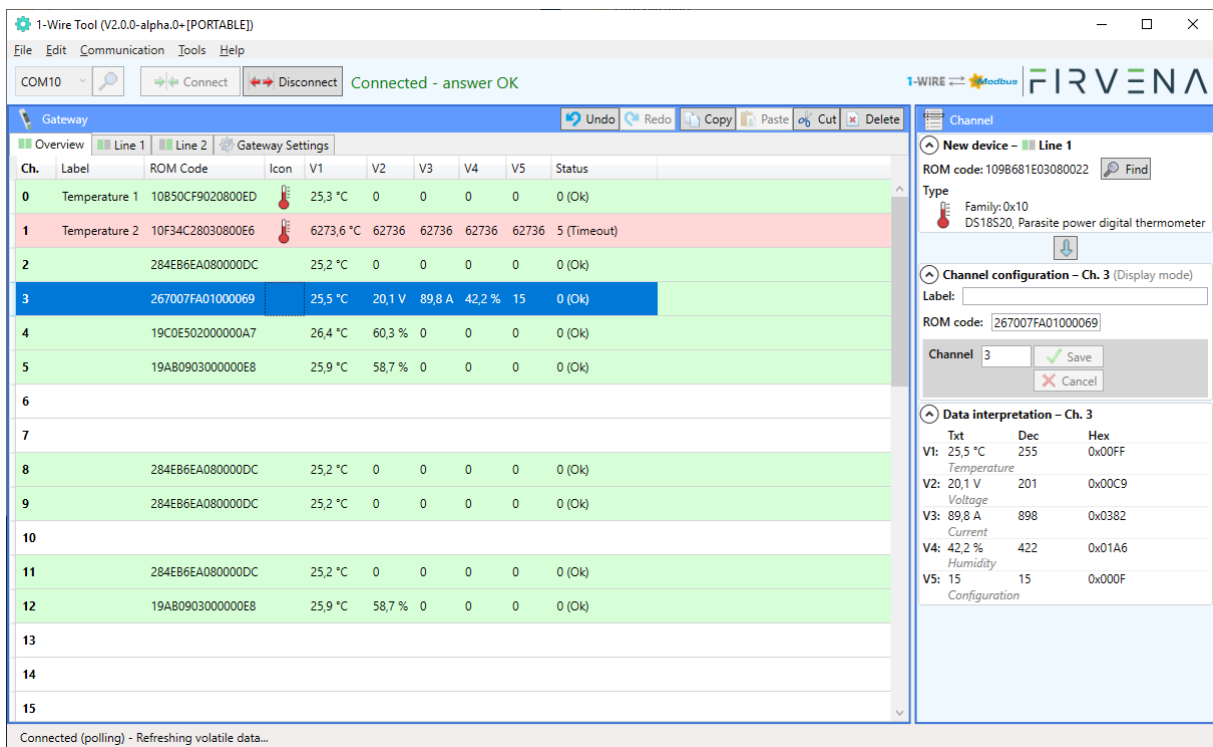 1-Wire Tool (V2.0.0-alpha.0+[PORTABLE])
File Edit Communication Tools Help
COM10 Connect Disconnect Connected - answer OK 1-WIRE Modbus FIRVENA
Gateway Undo Redo Copy Paste Cut Delete
Overview Line 1 Line 2 Gateway Settings
Ch. Label ROM Code Icon V1 V2 V3 V4 V5 Status
0 Temperature 1 10B50CF9020800ED 25,3 °C 0 0 0 0 0 (Ok)
1 Temperature 2 10F34C28030800E6 6273,6 °C 62736 62736 62736 62736 5 (Timeout)
2 284EB6EA080000DC 25,2 °C 0 0 0 0 0 (Ok)
3 267007FA01000069 25,5 °C 20,1 V 89,8 A 42,2 % 15 0 (Ok)
4 19C0E502000000A7 26,4 °C 60,3 % 0 0 0 0 (Ok)
5 19AB0903000000E8 25,9 °C 58,7 % 0 0 0 0 (Ok)
6
7
8 284EB6EA080000DC 25,2 °C 0 0 0 0 0 (Ok)
9 284EB6EA080000DC 25,2 °C 0 0 0 0 0 (Ok)
10
11 284EB6EA080000DC 25,2 °C 0 0 0 0 0 (Ok)
12 19AB0903000000E8 25,9 °C 58,7 % 0 0 0 0 (Ok)
13
14
15
Channel
New device – Line 1
ROM code: 109B681E03080022 Find
Type
Family: 0x10
DS18S20, Parasite power digital thermometer
Channel configuration – Ch. 3 (Display mode)
Label:
ROM code: 267007FA01000069
Channel 3 Save
Cancel
Data interpretation – Ch. 3
Txt Dec Hex
V1: 25,5 °C 255 0x00FF
Temperature
V2: 20,1 V 201 0x00C9
Voltage
V3: 89,8 A 898 0x0382
Current
V4: 42,2 % 422 0x01A6
Humidity
V5: 15 15 0x000F
Configuration
Connected (polling) - Refreshing volatile data...